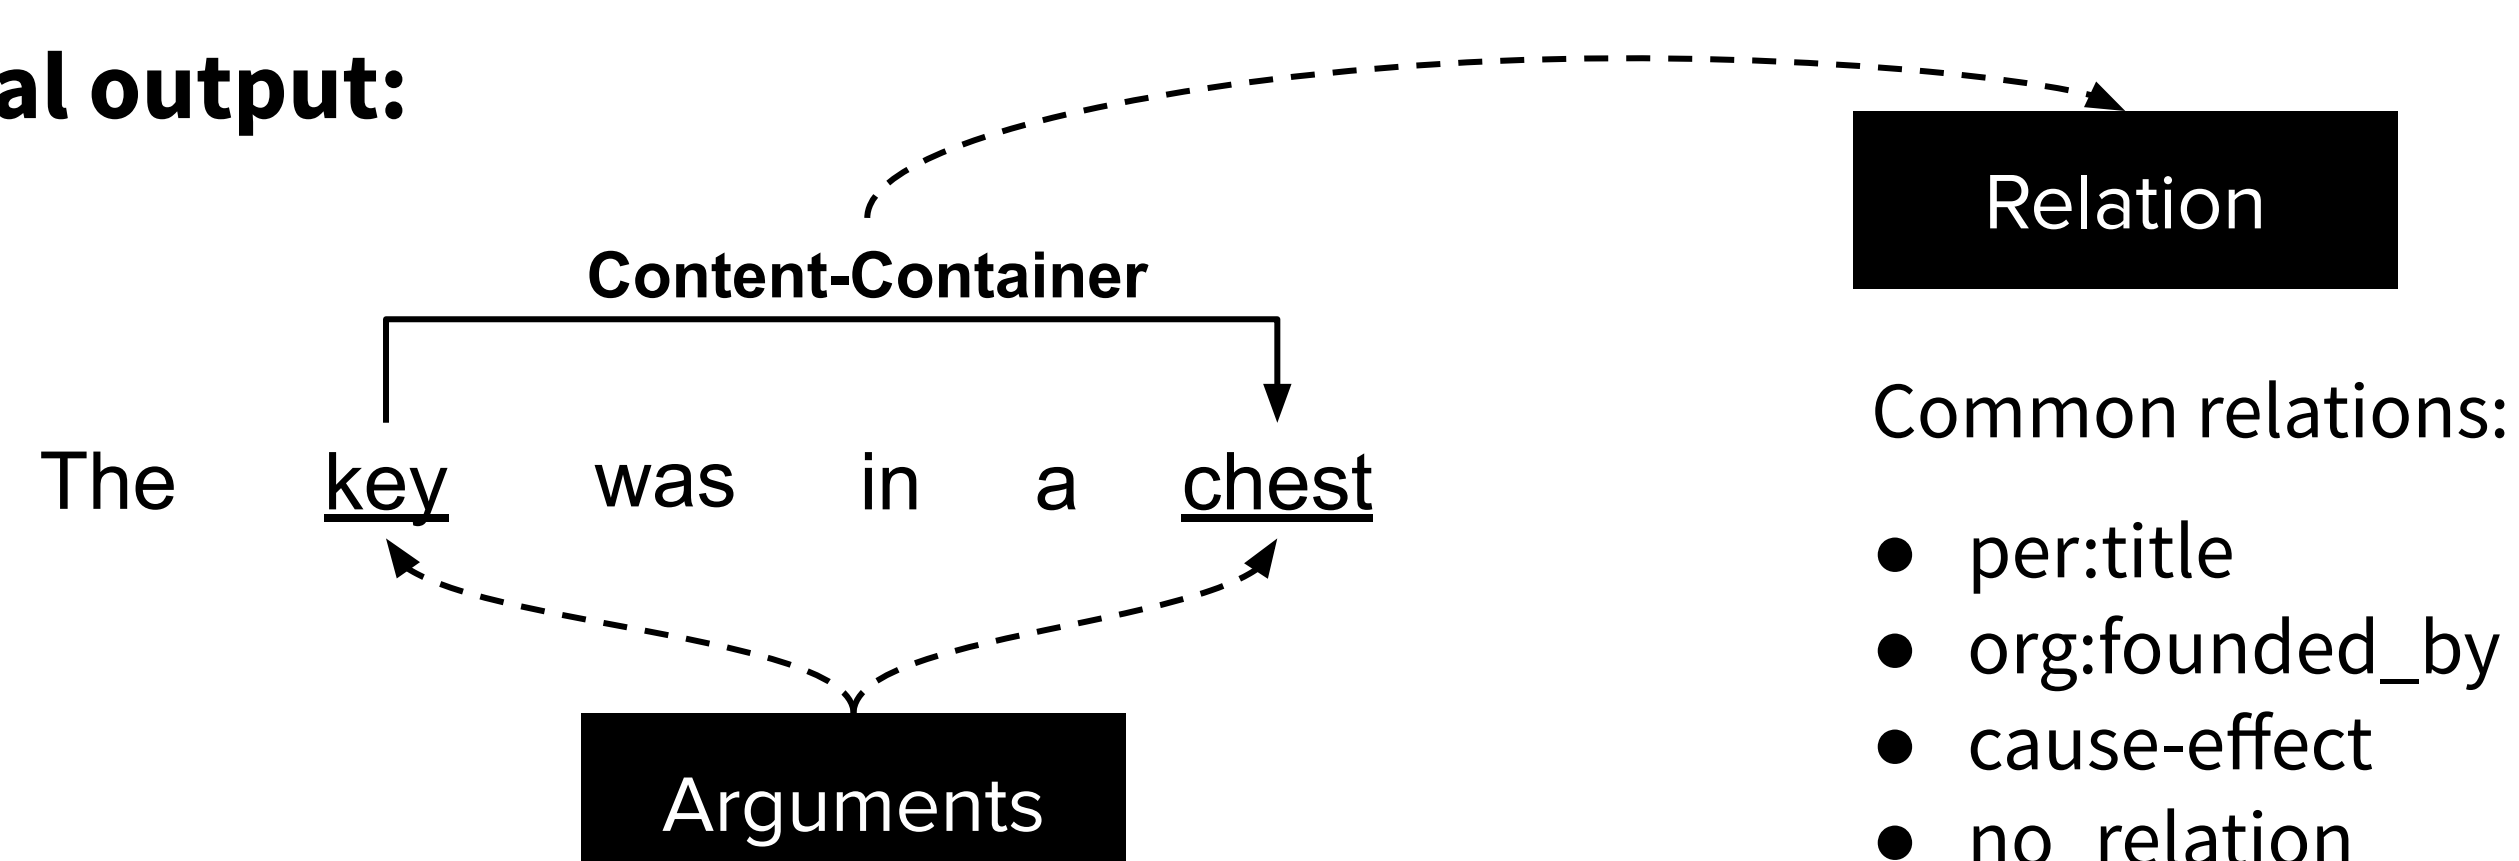 al output:
Relation
Content-Container
Common relations:
The key was in a chest
per:title
org:founded_by
cause-effect
no_relation
Arguments